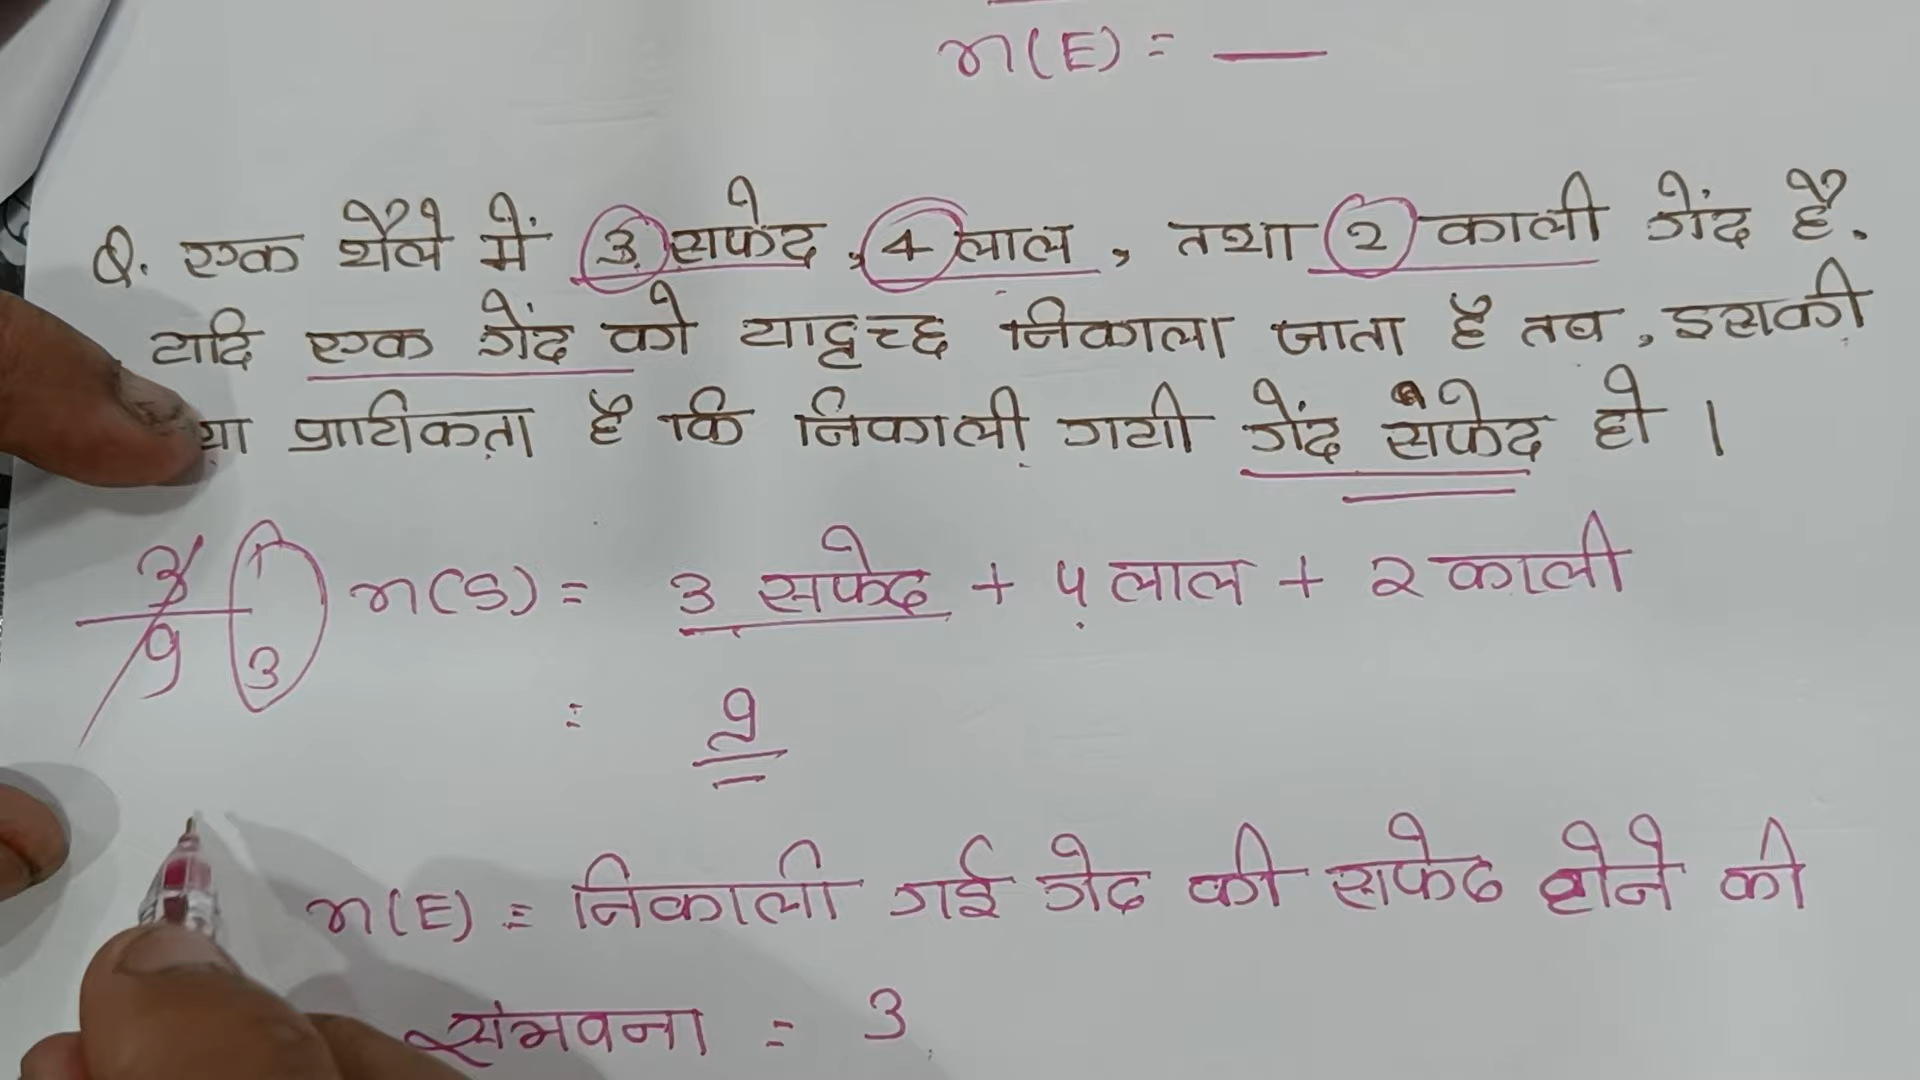 n(E) = —
Q. एक थैले में 3 सफेद, 4 लाल, तथा 2 काली गेंद है.
यदि एक गेंद को यादृच्छ निकाला जाता है तब, इसकी
या प्रायिकता है कि निकाली गयी गेंद सफेद हो ।
3 1 n(S) = 3 सफेद + 4 लाल + 2 काली
9 3
= 9
n(E) = निकाली गई गेद की सफेद होने की
संभवना = 3